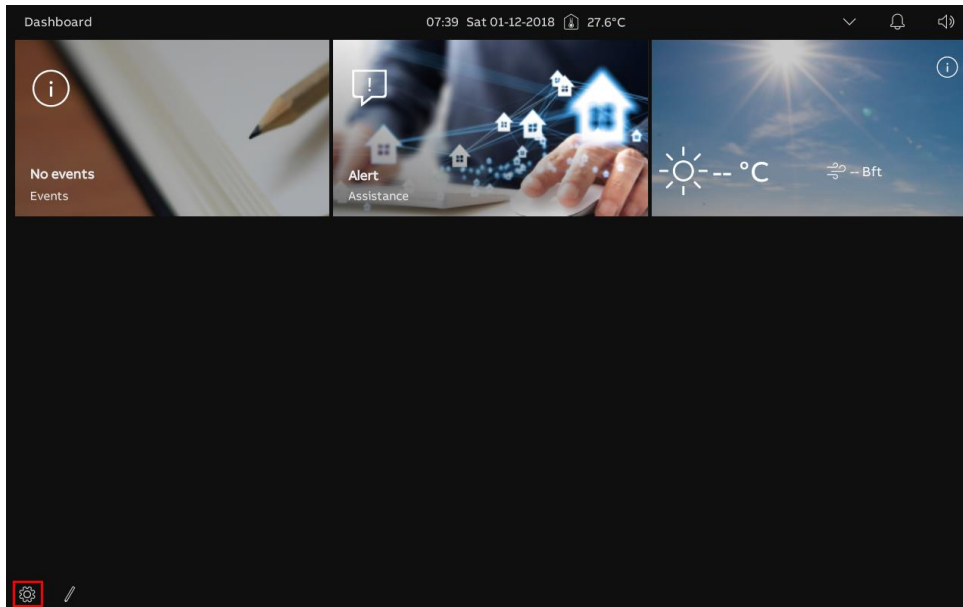 Dashboard
07:39 Sat 01-12-2018 27.6°C
No events
Events
Alert
Assistance
-- °C
-- Bft